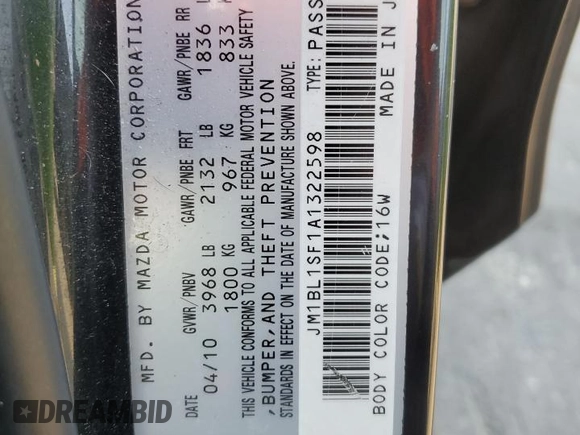 MFD. BY MAZDA MOTOR CORPORATION
DATE GVWR/PNBV GAWR/PNBE FRT GAWR/PNBE RR
04/10 3968 LB 2132 LB 1836
1800 KG 967 KG 833
THIS VEHICLE CONFORMS TO ALL APPLICABLE FEDERAL MOTOR VEHICLE SAFETY
,BUMPER,AND THEFT PREVENTION
STANDARDS IN EFFECT ON THE DATE OF MANUFACTURE SHOWN ABOVE.
JM1BL1SF1A1322598 TYPE: PASS
BODY COLOR CODE;16W MADE IN J
DREAMBID